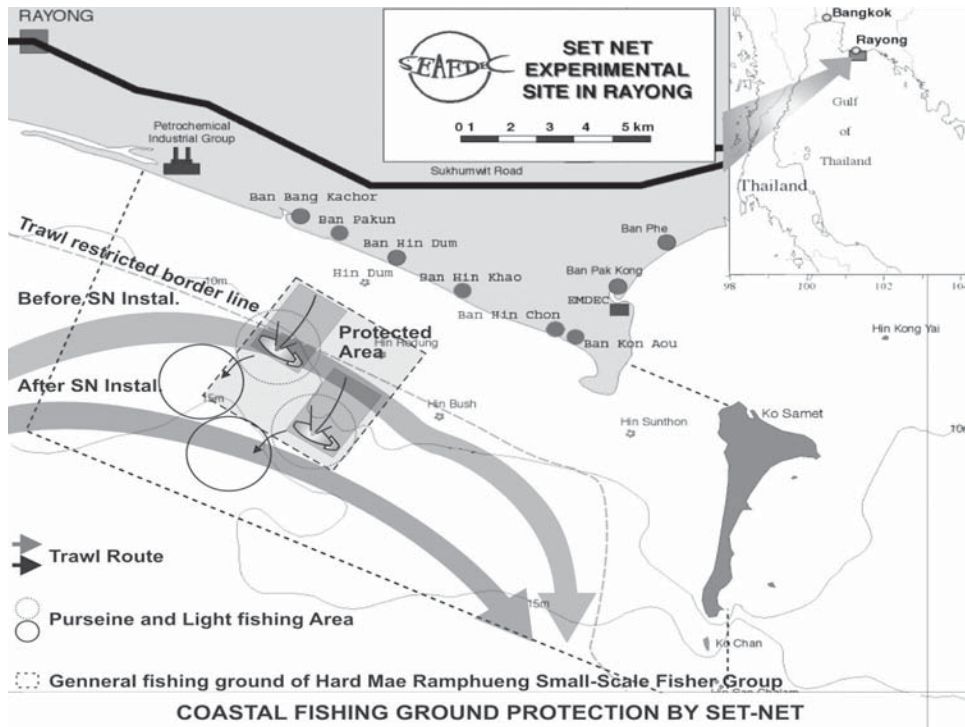 RAYONG
SEAFDEC
SET NET
EXPERIMENTAL
SITE IN RAYONG
0 1 2 3 4 5 km
Bangkok
Rayong
Gulf
of
Thailand
Thailand
98 100 102 104
Petrochemical
Industrial Group
Sukhumwit Road
Ban Bang Kachor
Ban Pakun
Ban Hin Dum
Ban Phe
Hin Dum
Ban Hin Khao
Ban Pak Kong
EMDEC
Ban Hin Chon
Ban Kon Aou
Hin Kong Yai
Trawl restricted border line
10m
Before SN Instal.
Protected
Area
After SN Instal.
15m
Hin Bush
Hin Sunthon
Ko Samet
10m
Trawl Route
15m
Purseine and Light fishing Area
Ko Chan
Genneral fishing ground of Hard Mae Ramphueng Small-Scale Fisher Group
COASTAL FISHING GROUND PROTECTION BY SET-NET